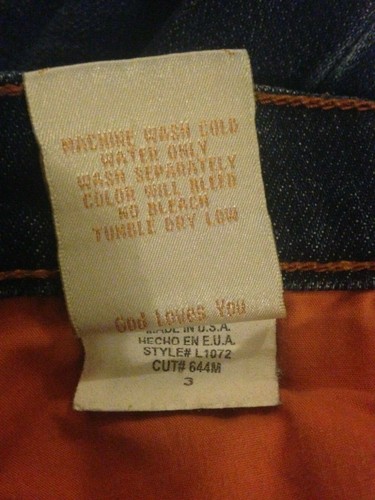 MACHINE WASH COLD
WATER ONLY
WASH SEPARATELY
COLOR WILL BLEED
NO BLEACH
TUMBLE DRY LOW
God Loves You
MADE IN U.S.A.
HECHO EN E.U.A.
STYLE# L1072
CUT# 644M
3